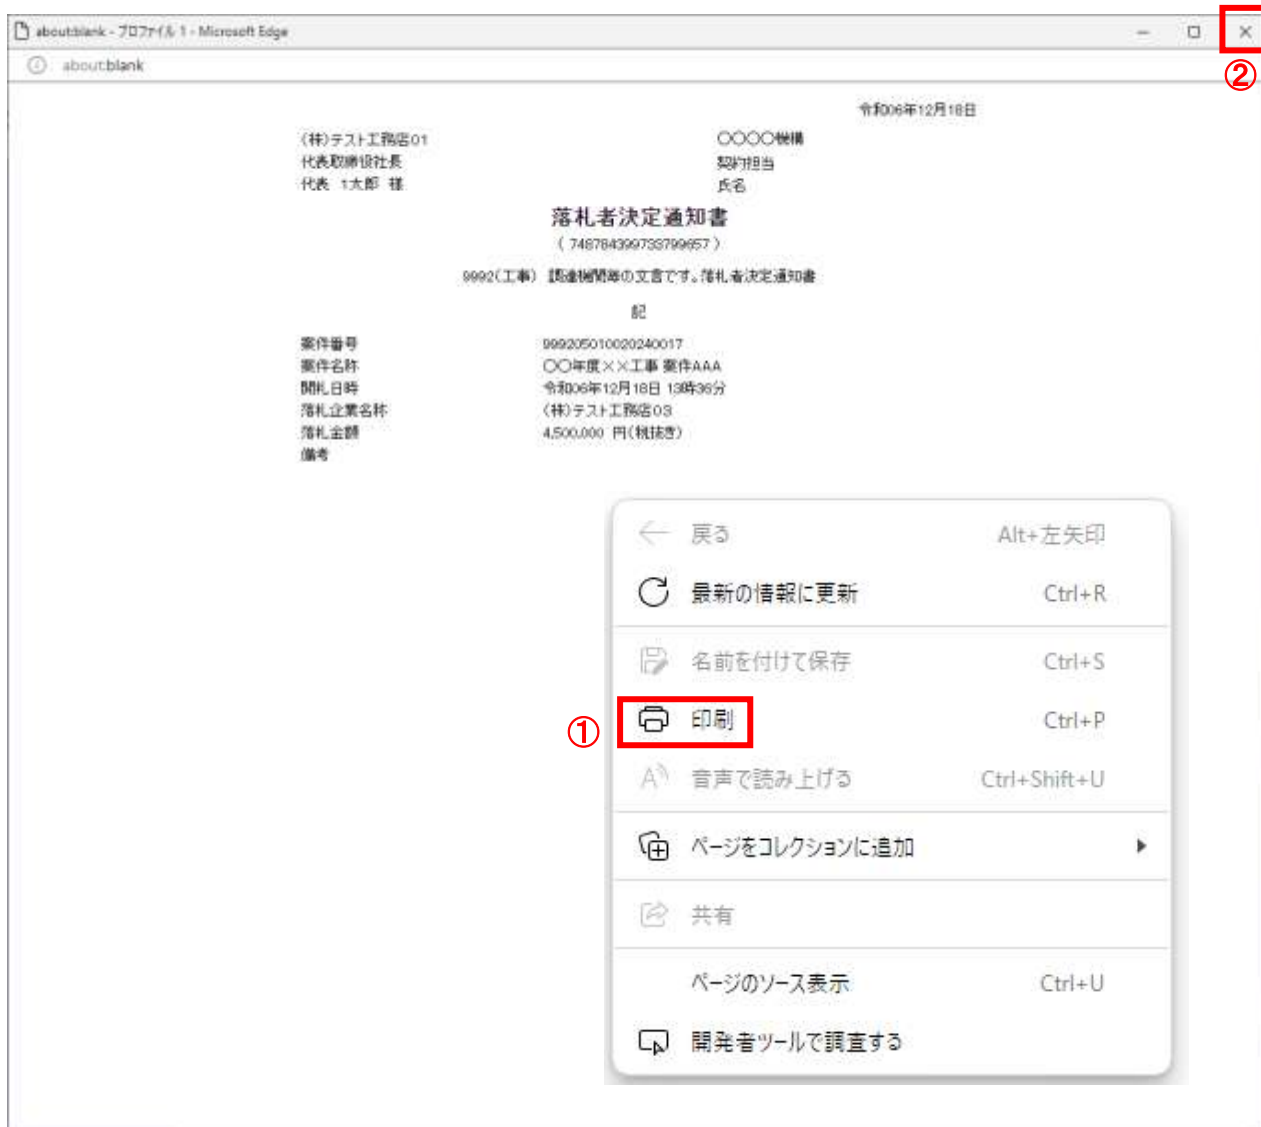 about:blank - プロファイル 1 - Microsoft Edge
②
about:blank
令和06年12月18日
(株)テスト工務店01
〇〇〇〇機構
代表取締役社長
契約担当
代表 1太郎 様
氏名
落札者決定通知書
( 748784399733799657 )
9992(工事) 調達機関毎の文言です。落札者決定通知書
記
案件番号 999205010020240017
案件名称 〇〇年度××工事 案件AAA
開札日時 令和06年12月18日 13時36分
落札企業名称 (株)テスト工務店03
落札金額 4,500,000 円(税抜き)
備考
戻る Alt+左矢印
最新の情報に更新 Ctrl+R
名前を付けて保存 Ctrl+S
① 印刷 Ctrl+P
音声で読み上げる Ctrl+Shift+U
ページをコレクションに追加
共有
ページのソース表示 Ctrl+U
開発者ツールで調査する